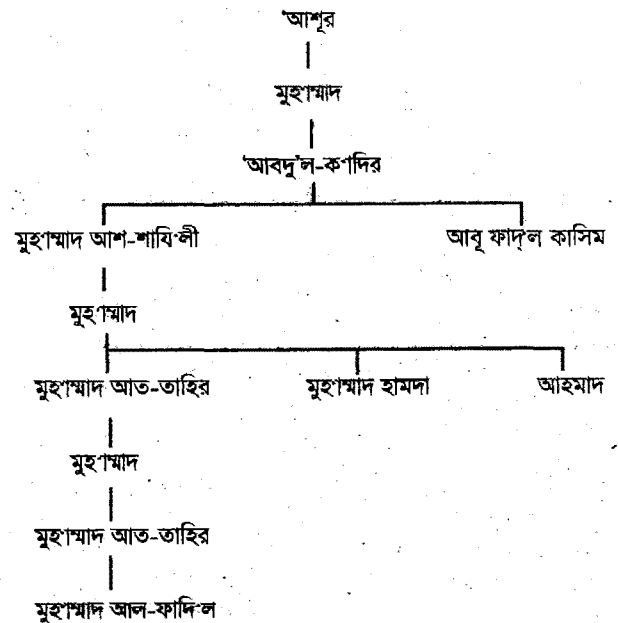 'আশূর
মুহ'াম্মাদ
'আবদু'ল-ক'াদির
মুহ'াম্মাদ আশ-শাযি'লী আবূ ফাদ্'ল কাসিম
মুহ'াম্মাদ
মুহ'াম্মাদ আত-তাহির মুহ'াম্মাদ হামদা আহমাদ
মুহ'াম্মাদ
মুহ'াম্মাদ আত-তাহির
মুহ'াম্মাদ আল-ফাদি'ল